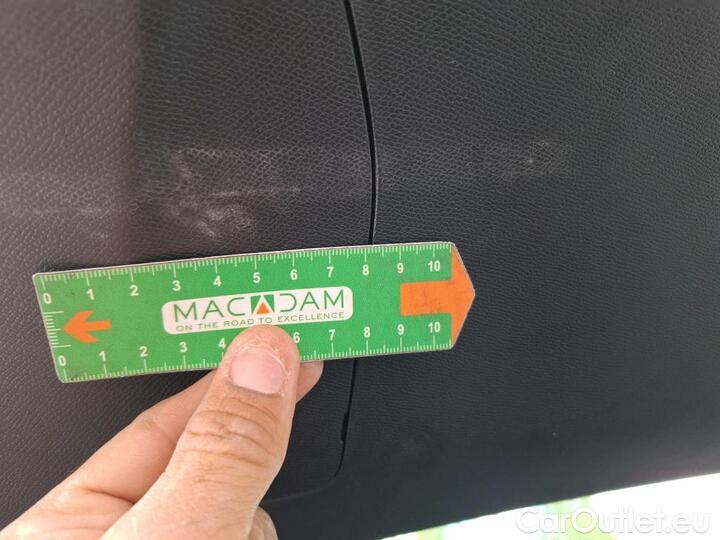 0 1 2 3 4 5 6 7 8 9 10
MACADAM
ON THE ROAD TO EXCELLENCE
0 1 2 3 4 6 7 8 9 10
CarOutlet.eu